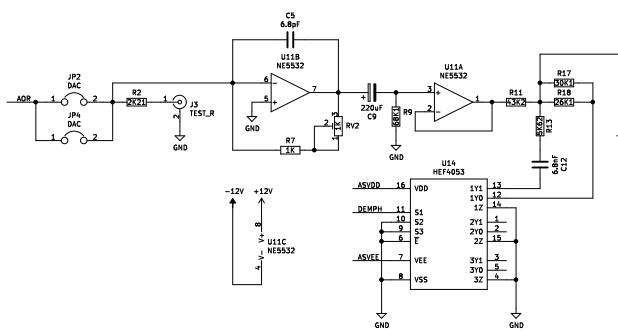 C5
6.8pF
U11B
NE5532
U11A
NE5532
JP2
DAC
1 2
AOR
R2
2K21
1
J3
TEST_R
2
GND
JP4
DAC
1 2
6
5
7
GND
R7
1K
2
3
1K
1
RV2
220uF
C9
R9
68K1
GND
3
2
1
R11
43K2
R17
30K1
R18
26K1
R13
6.8nF
C12
-12V +12V
8
V+
V-
4
U11C
NE5532
U14
HEF4053
ASVDD 16 VDD
DEMPH 11 S1
10 S2
9 S3
6 E
ASVEE 7 VEE
8 VSS
1Y1 13
1Y0 12
1Z 14
2Y1 1
2Y0 2
2Z 15
3Y1 3
3Y0 5
3Z 4
GND
GND